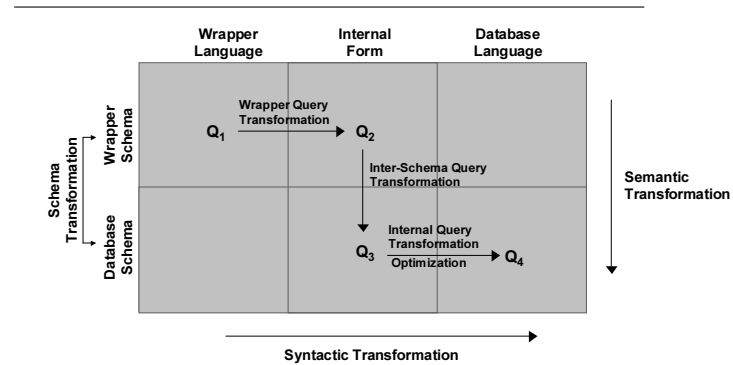 Wrapper
Language
Internal
Form
Database
Language
Schema
Transformation
Wrapper
Schema
Q1
Wrapper Query
Transformation
Q2
Inter-Schema Query
Transformation
Semantic
Transformation
Database
Schema
Q3
Internal Query
Transformation
Optimization
Q4
Syntactic Transformation